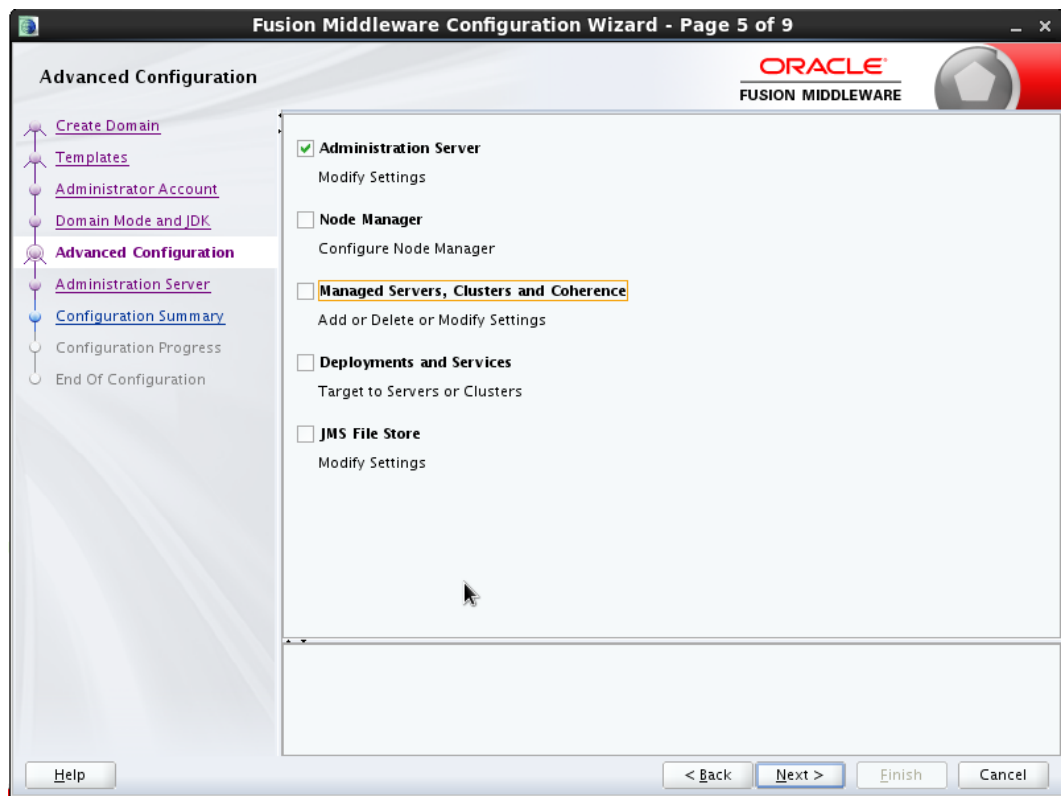 Fusion Middleware Configuration Wizard - Page 5 of 9
Advanced Configuration
ORACLE
FUSION MIDDLEWARE
Create Domain
Templates
Administrator Account
Domain Mode and JDK
Advanced Configuration
Administration Server
Configuration Summary
Configuration Progress
End Of Configuration
Administration Server
Modify Settings
Node Manager
Configure Node Manager
Managed Servers, Clusters and Coherence
Add or Delete or Modify Settings
Deployments and Services
Target to Servers or Clusters
JMS File Store
Modify Settings
Help
< Back
Next >
Finish
Cancel